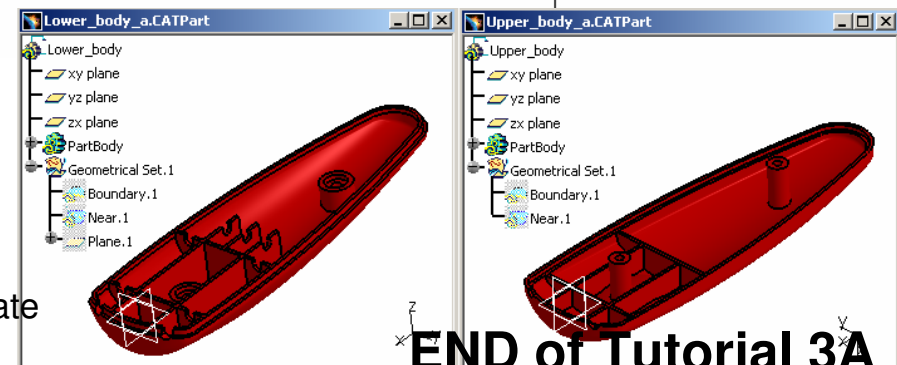 Lower_body_a.CATPart
Lower_body
xy plane
yz plane
zx plane
PartBody
Geometrical Set.1
Boundary.1
Near.1
Plane.1
ate
z
x
Upper_body_a.CATPart
Upper_body
xy plane
yz plane
zx plane
PartBody
Geometrical Set.1
Boundary.1
Near.1
y
x
END of Tutorial 3A